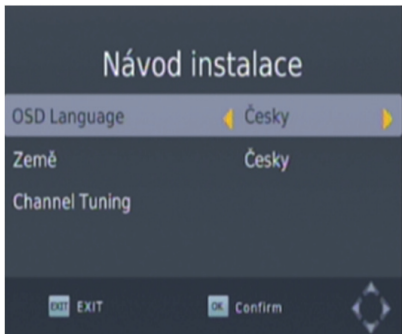 Návod instalace
OSD Language Česky
Země Česky
Channel Tuning
EXIT EXIT OK Confirm